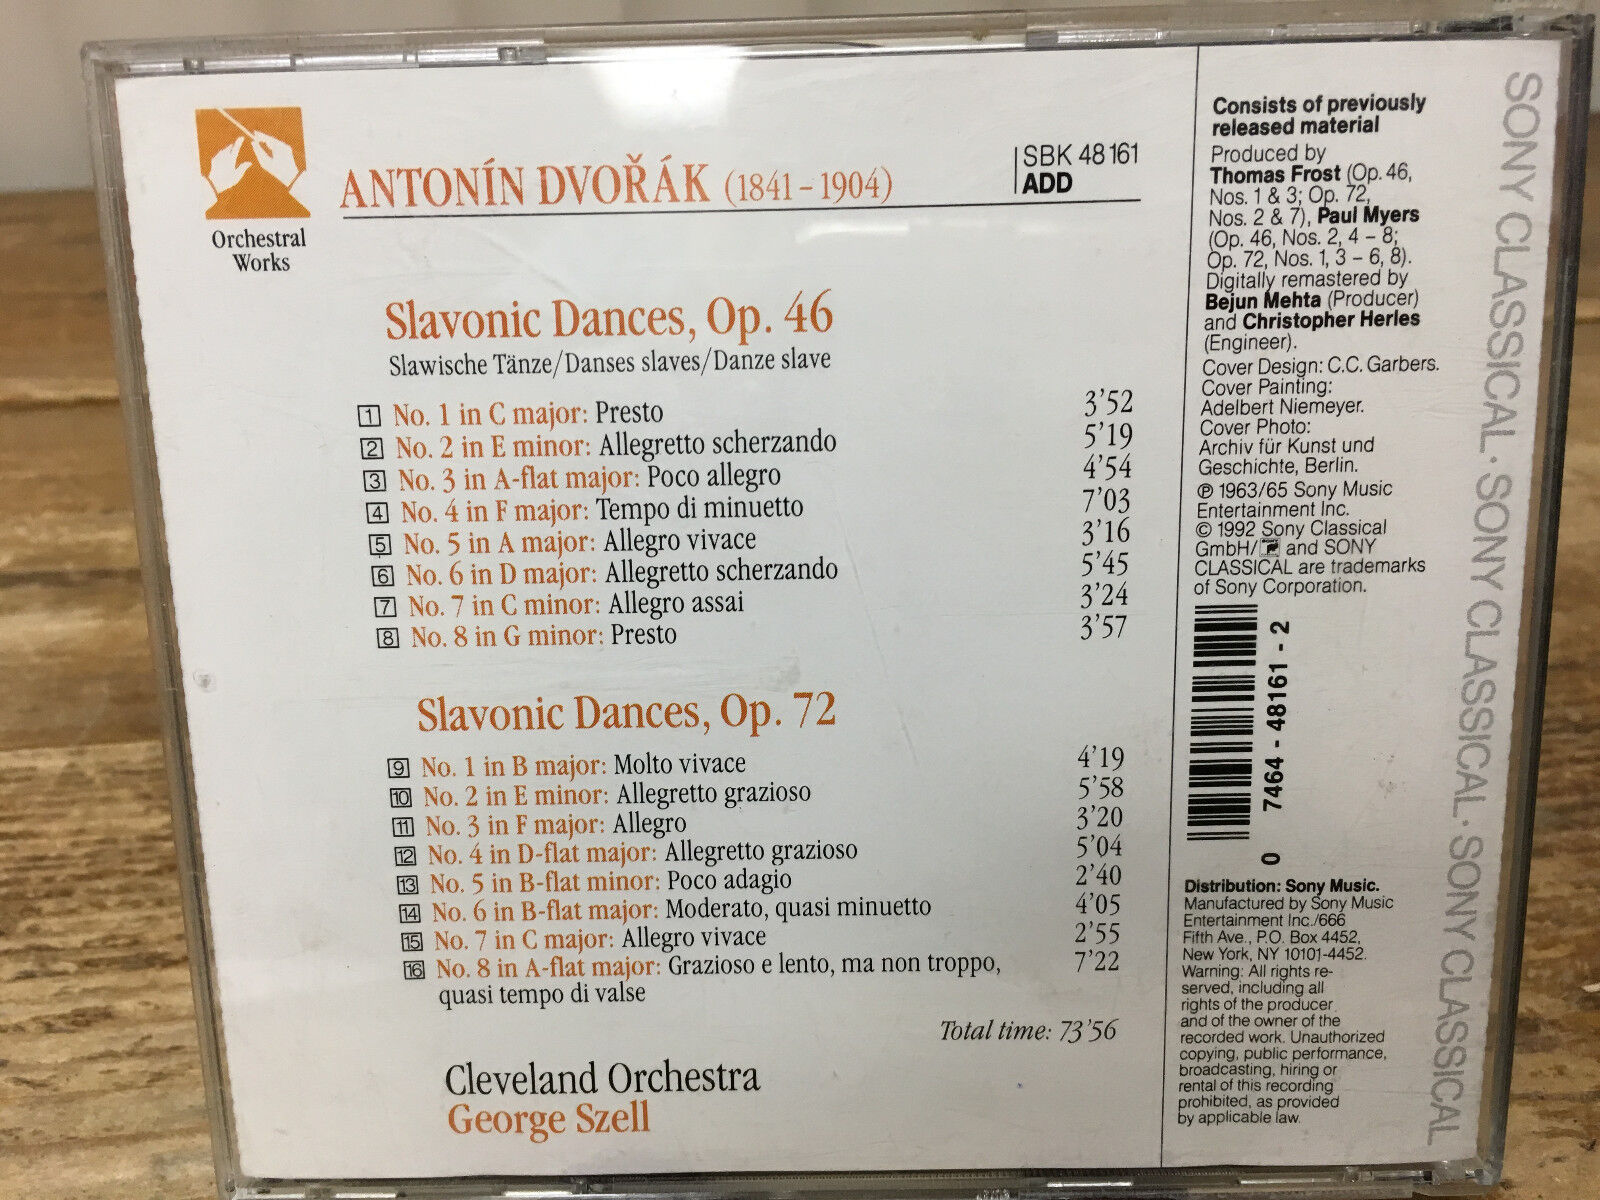 Orchestral
Works
ANTONÍN DVOŘÁK (1841–1904)
SBK 48161
ADD
Slavonic Dances, Op. 46
Slawische Tänze/Danses slaves/Danze slave
1 No. 1 in C major: Presto 3'52
2 No. 2 in E minor: Allegretto scherzando 5'19
3 No. 3 in A-flat major: Poco allegro 4'54
4 No. 4 in F major: Tempo di minuetto 7'03
5 No. 5 in A major: Allegro vivace 3'16
6 No. 6 in D major: Allegretto scherzando 5'45
7 No. 7 in C minor: Allegro assai 3'24
8 No. 8 in G minor: Presto 3'57
Slavonic Dances, Op. 72
9 No. 1 in B major: Molto vivace 4'19
10 No. 2 in E minor: Allegretto grazioso 5'58
11 No. 3 in F major: Allegro 3'20
12 No. 4 in D-flat major: Allegretto grazioso 5'04
13 No. 5 in B-flat minor: Poco adagio 2'40
14 No. 6 in B-flat major: Moderato, quasi minuetto 4'05
15 No. 7 in C major: Allegro vivace 2'55
16 No. 8 in A-flat major: Grazioso e lento, ma non troppo, 7'22
quasi tempo di valse
Total time: 73'56
Cleveland Orchestra
George Szell
Consists of previously
released material
Produced by
Thomas Frost (Op. 46,
Nos. 1 & 3; Op. 72,
Nos. 2 & 7), Paul Myers
(Op. 46, Nos. 2, 4 – 8;
Op. 72, Nos. 1, 3 – 6, 8).
Digitally remastered by
Bejun Mehta (Producer)
and Christopher Herles
(Engineer).
Cover Design: C.C. Garbers.
Cover Painting:
Adelbert Niemeyer.
Cover Photo:
Archiv für Kunst und
Geschichte, Berlin.
℗ 1963/65 Sony Music
Entertainment Inc.
© 1992 Sony Classical
GmbH/ and SONY
CLASSICAL are trademarks
of Sony Corporation.
0 7464 - 48161 - 2
Distribution: Sony Music.
Manufactured by Sony Music
Entertainment Inc./666
Fifth Ave., P.O. Box 4452,
New York, NY 10101-4452.
Warning: All rights re-
served, including all
rights of the producer
and of the owner of the
recorded work. Unauthorized
copying, public performance,
broadcasting, hiring or
rental of this recording
prohibited, as provided
by applicable law.
SONY CLASSICAL · SONY CLASSICAL · SONY CLASSICAL